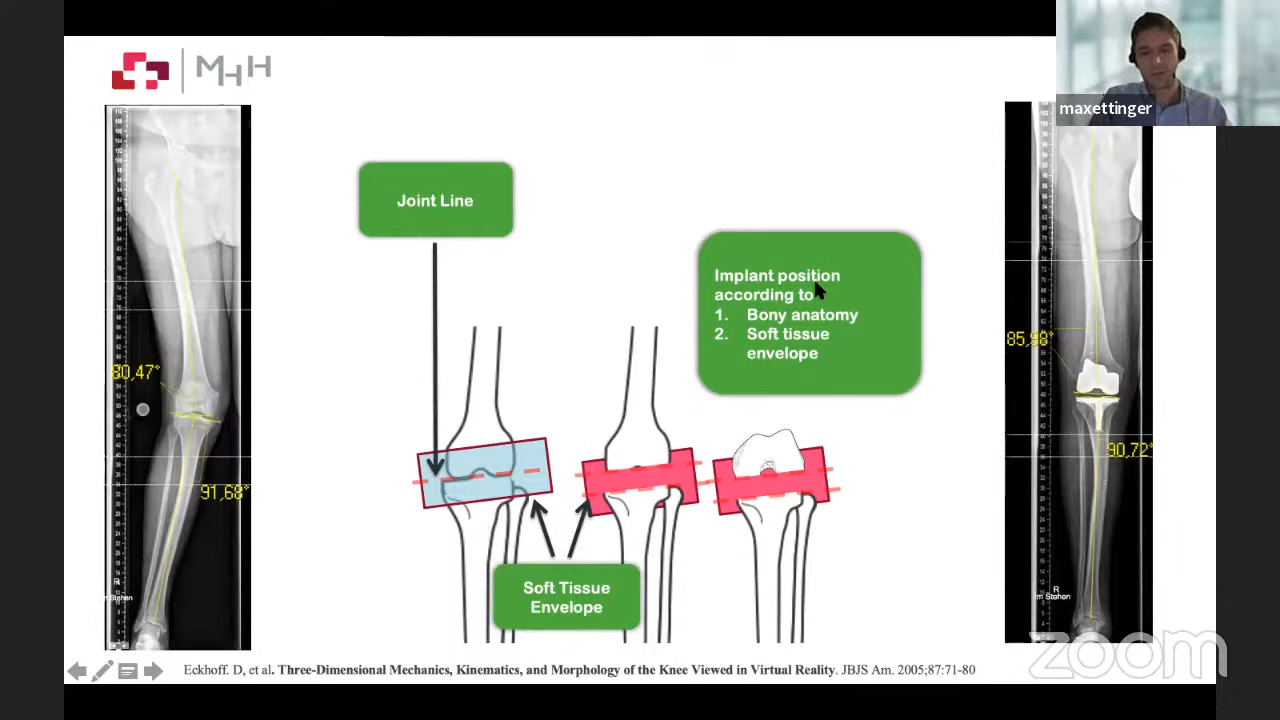 MHH
maxettinger
Joint Line
Implant position
according to
1. Bony anatomy
2. Soft tissue
envelope
80,47°
91,68°
85,98°
90,72°
Soft Tissue
Envelope
R
m Stehen
R
m Stehen
zoom
Eckhoff. D, et al. Three-Dimensional Mechanics, Kinematics, and Morphology of the Knee Viewed in Virtual Reality. JBJS Am. 2005;87:71-80